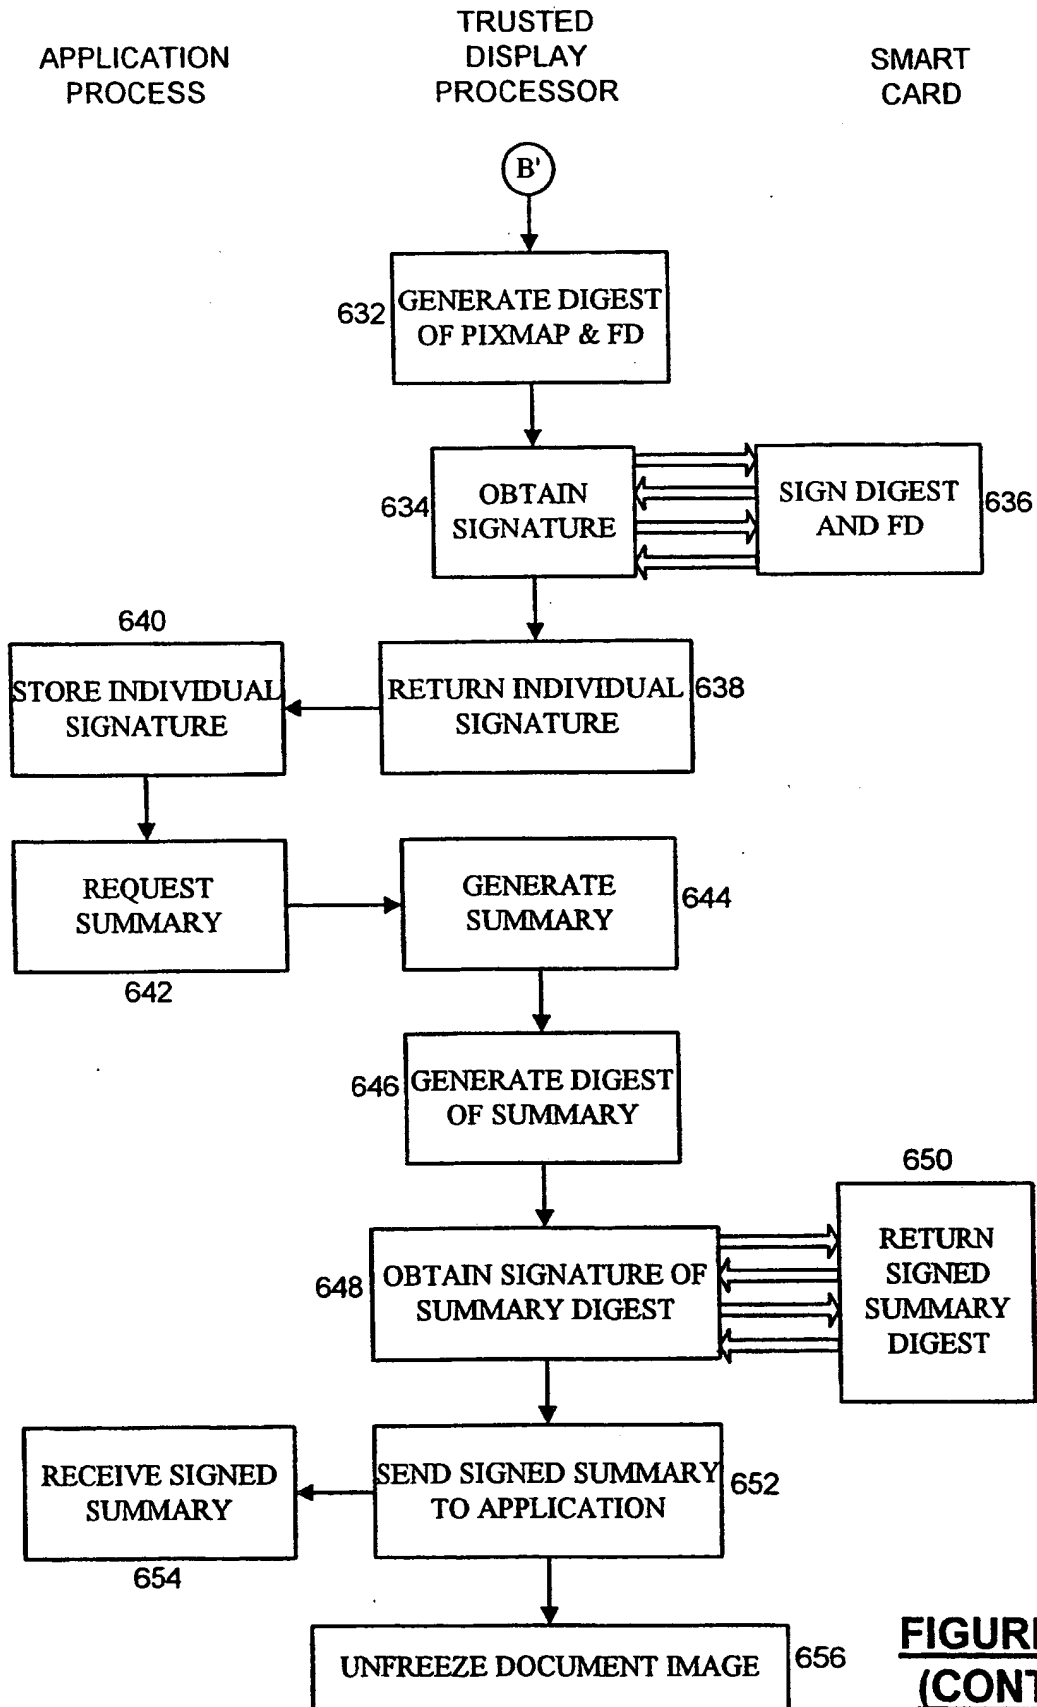 APPLICATION
PROCESS
TRUSTED
DISPLAY
PROCESSOR
SMART
CARD
B'
632
GENERATE DIGEST
OF PIXMAP & FD
634
OBTAIN
SIGNATURE
SIGN DIGEST
AND FD
636
640
STORE INDIVIDUAL
SIGNATURE
RETURN INDIVIDUAL
SIGNATURE
638
REQUEST
SUMMARY
642
GENERATE
SUMMARY
644
646
GENERATE DIGEST
OF SUMMARY
648
OBTAIN SIGNATURE OF
SUMMARY DIGEST
650
RETURN
SIGNED
SUMMARY
DIGEST
RECEIVE SIGNED
SUMMARY
654
SEND SIGNED SUMMARY
TO APPLICATION
652
UNFREEZE DOCUMENT IMAGE
656